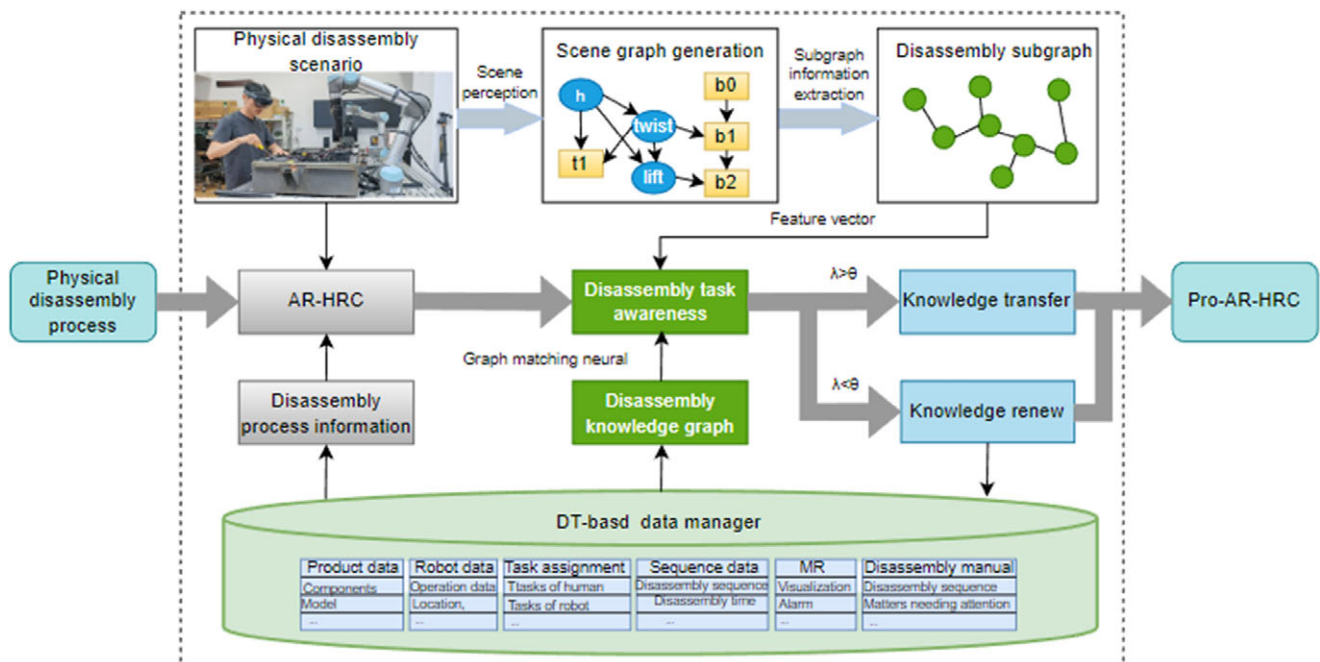 Physical disassembly
scenario
Scene
perception
Scene graph generation
h
twist
lift
t1
b0
b1
b2
Subgraph
information
extraction
Disassembly subgraph
Feature vector
Physical
disassembly
process
AR-HRC
Disassembly task
awareness
λ>θ
Knowledge transfer
Pro-AR-HRC
Graph matching neural
λ<θ
Disassembly
process information
Disassembly
knowledge graph
Knowledge renew
DT-basd data manager
Product data
Components
Model
...
Robot data
Operation data
Location,
...
Task assignment
Ttasks of human
Tasks of robot
...
Sequence data
Disassembly sequence
Disassembly time
...
MR
Visualization
Alarm
...
Disassembly manual
Disassembly sequence
Matters needing attention
...